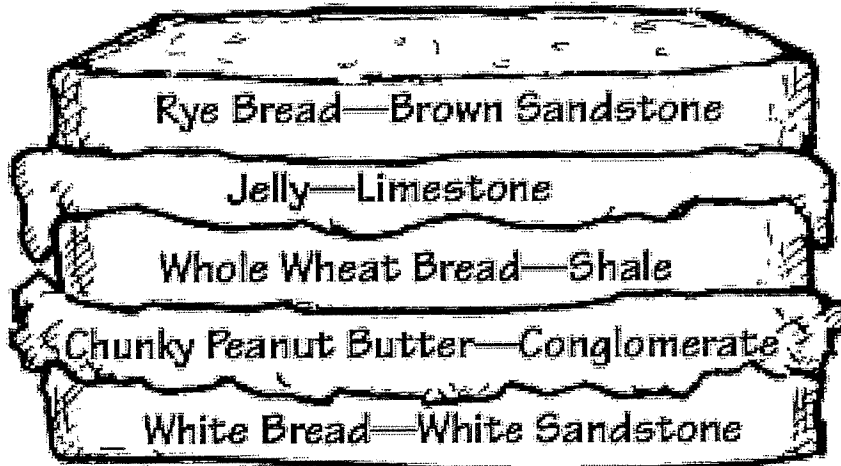 Rye Bread—Brown Sandstone
Jelly—Limestone
Whole Wheat Bread—Shale
Chunky Peanut Butter—Conglomerate
White Bread—White Sandstone